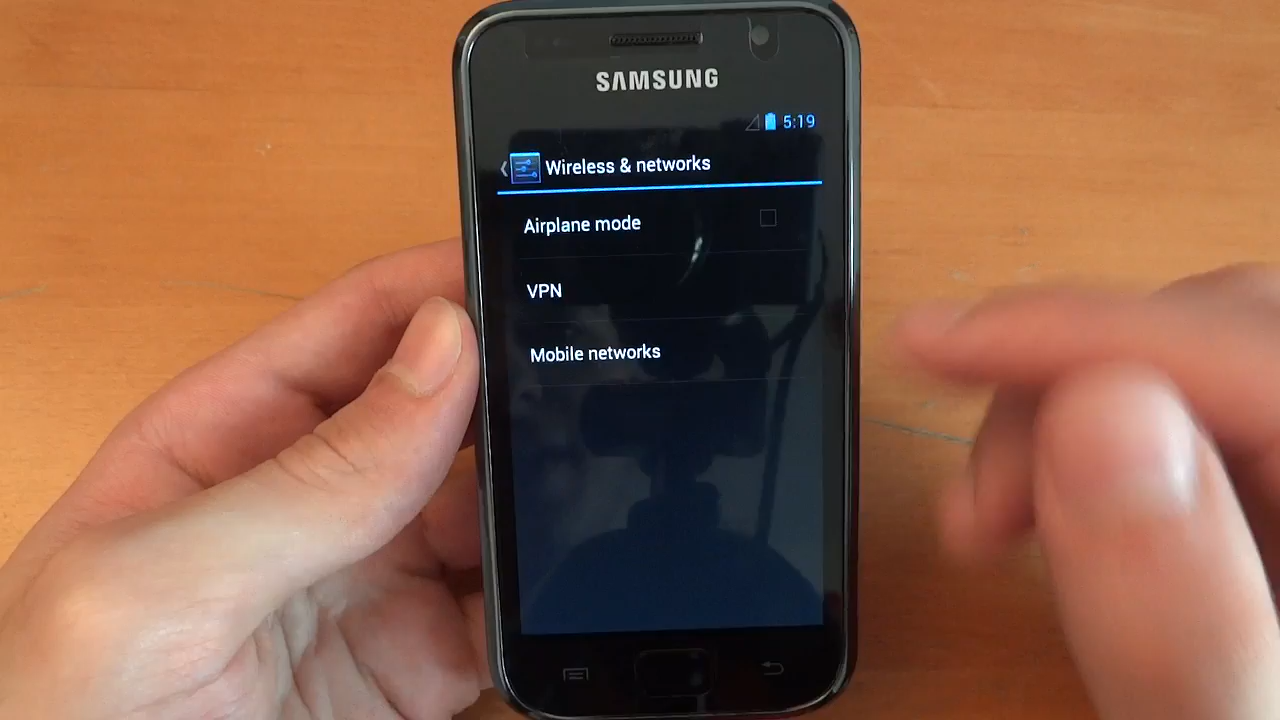 SAMSUNG
5:19
Wireless & networks
Airplane mode
VPN
Mobile networks